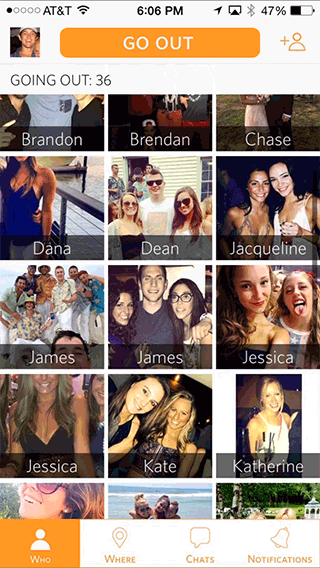 AT&T 6:06 PM 47%
GO OUT
GOING OUT: 36
Brandon Brendan Chase
Dana Dean Jacqueline
James James Jessica
Jessica Kate Katherine
WHO WHERE CHATS NOTIFICATIONS